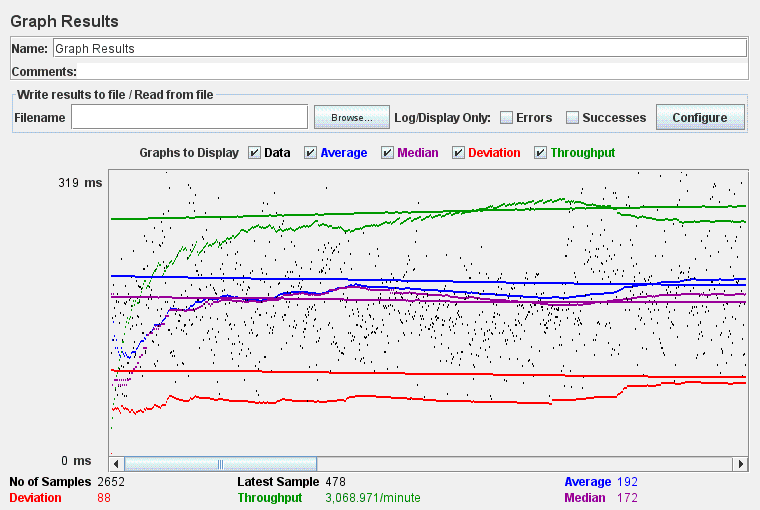 Graph Results
Name: Graph Results
Comments:
Write results to file / Read from file
Filename Browse... Log/Display Only: Errors Successes Configure
Graphs to Display Data Average Median Deviation Throughput
319 ms
0 ms
No of Samples 2652 Latest Sample 478 Average 192
Deviation 88 Throughput 3,068.971/minute Median 172